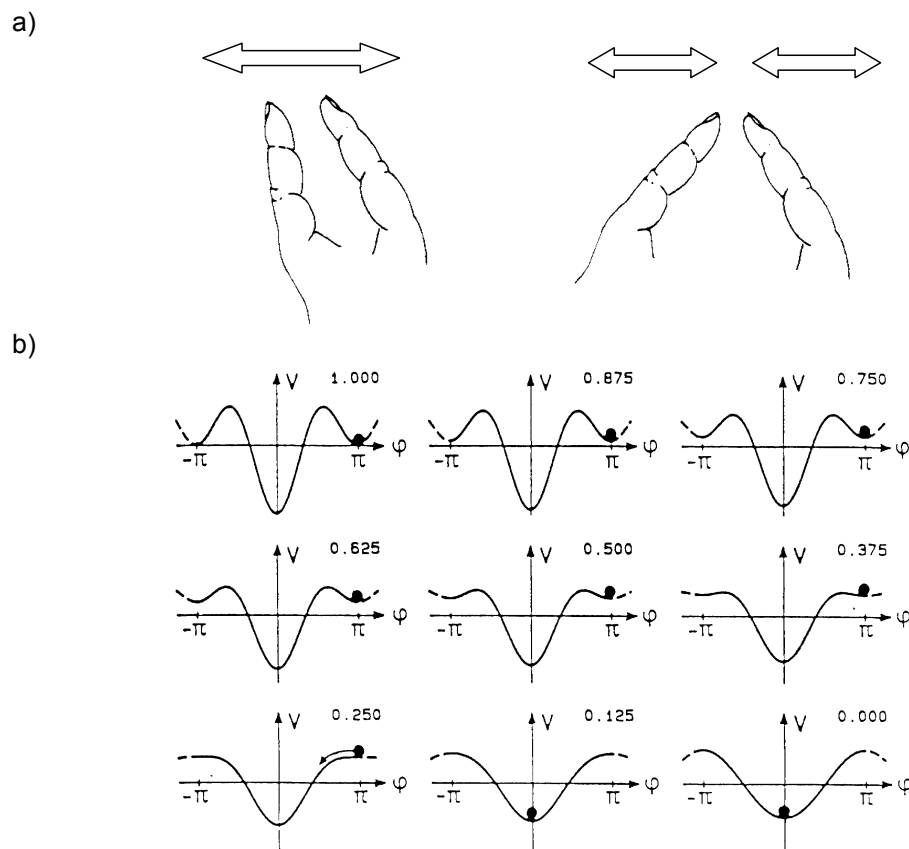 a)
b)
V 1.000
-π π φ
V 0.875
-π π φ
V 0.750
-π π φ
V 0.625
-π π φ
V 0.500
-π π φ
V 0.375
-π π φ
V 0.250
-π π φ
V 0.125
-π π φ
V 0.000
-π π φ